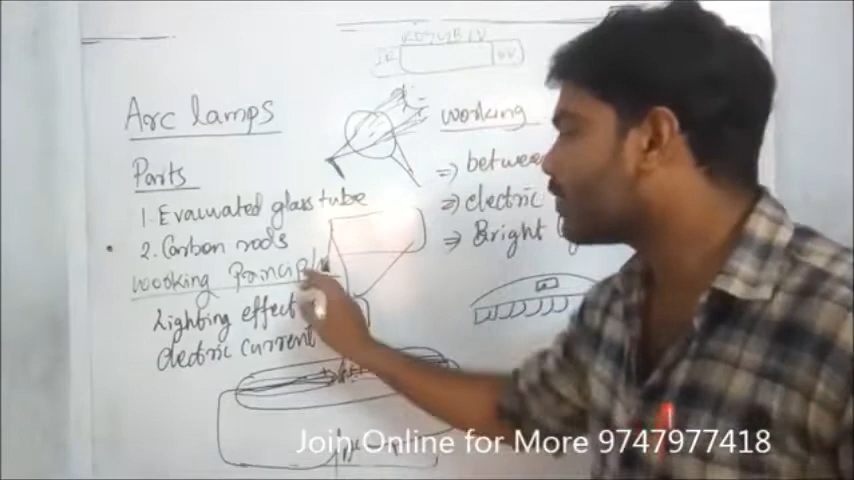 Arc lamps
Parts
1. Evacuated glass tube
2. Carbon rods
Working Principle
Lighting effect
electric current
working
=) between
=) electric
=) Bright
Join Online for More 9747977418